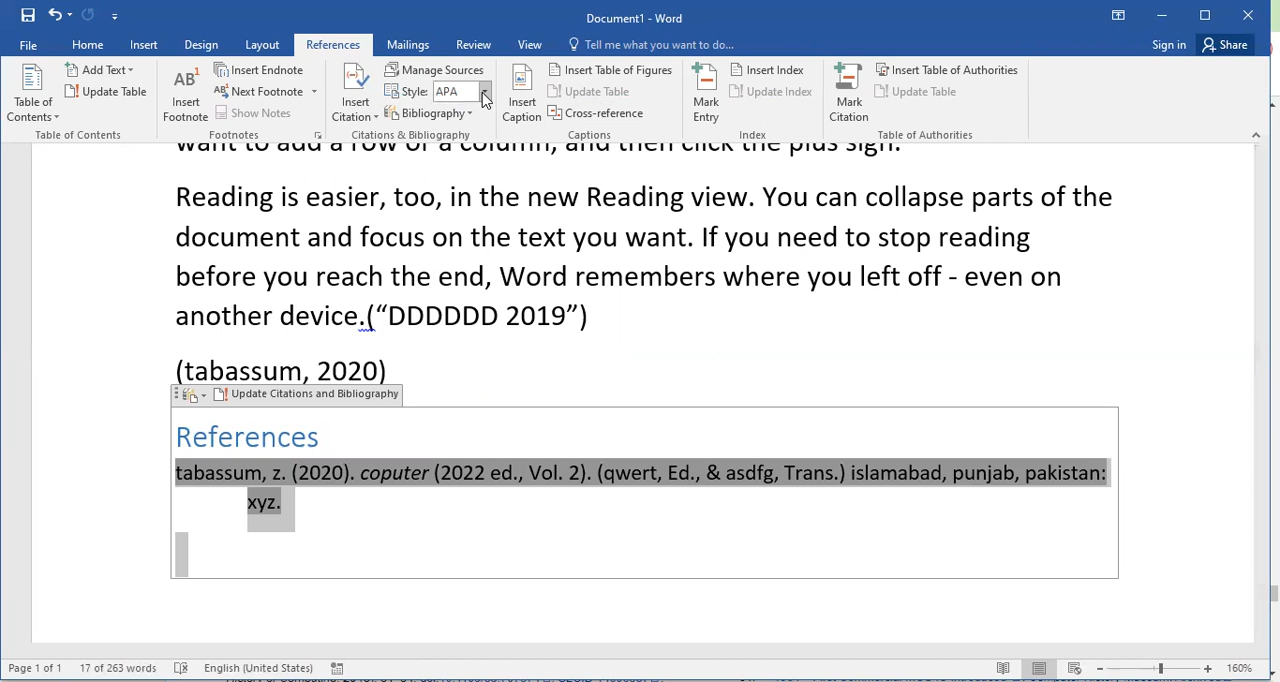 Document1 - Word
File Home Insert Design Layout References Mailings Review View Tell me what you want to do... Sign in Share
Table of Contents
Add Text
Update Table
Table of Contents
AB1
Insert Footnote
Insert Endnote
Next Footnote
Show Notes
Footnotes
Insert Citation
Manage Sources
Style: APA
Bibliography
Citations & Bibliography
Insert Caption
Insert Table of Figures
Update Table
Cross-reference
Captions
Mark Entry
Insert Index
Update Index
Index
Mark Citation
Insert Table of Authorities
Update Table
Table of Authorities
want to add a row or a column, and then click the plus sign.
Reading is easier, too, in the new Reading view. You can collapse parts of the
document and focus on the text you want. If you need to stop reading
before you reach the end, Word remembers where you left off - even on
another device.(“DDDDDD 2019”)
(tabassum, 2020)
Update Citations and Bibliography
References
tabassum, z. (2020). coputer (2022 ed., Vol. 2). (qwert, Ed., & asdfg, Trans.) islamabad, punjab, pakistan:
xyz.
Page 1 of 1 17 of 263 words English (United States) 160%